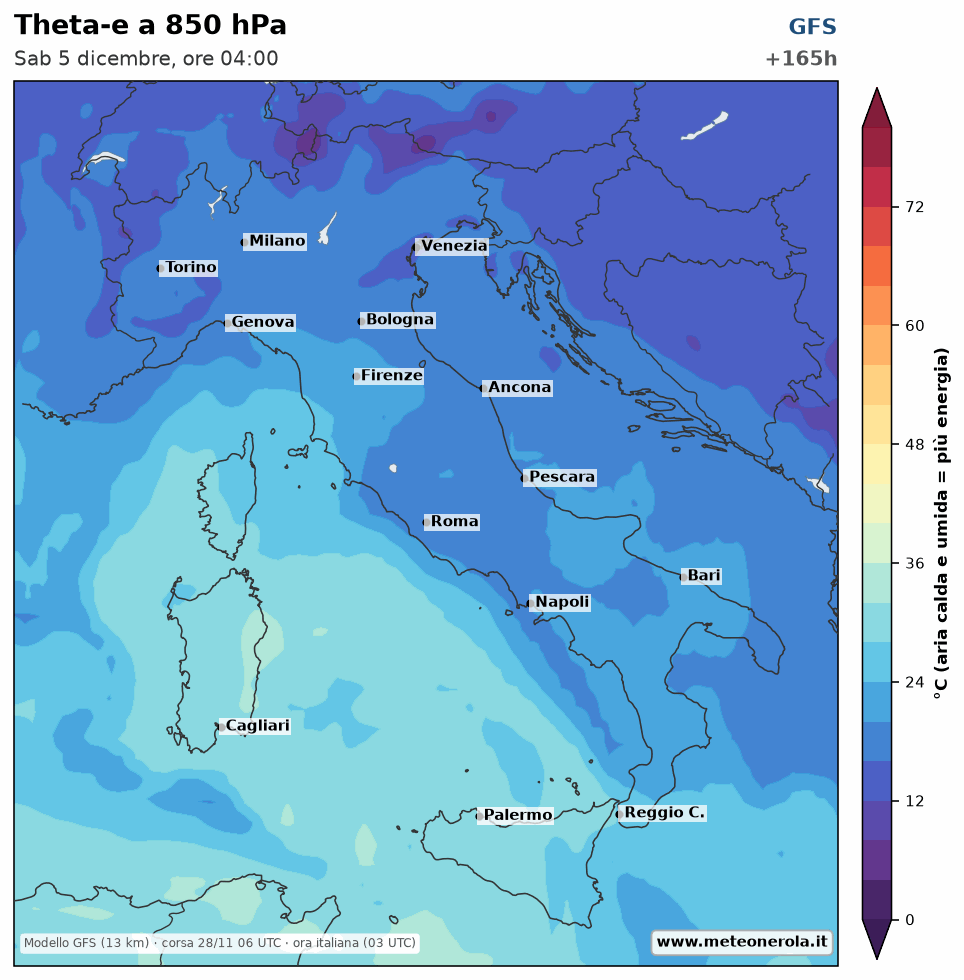 Theta-e a 850 hPa
GFS
Sab 5 dicembre, ore 04:00
+165h
Milano
Venezia
Torino
Genova
Bologna
Firenze
Ancona
Pescara
Roma
Bari
Napoli
Cagliari
Palermo
Reggio C.
72
60
48
36
24
12
0
°C (aria calda e umida = più energia)
Modello GFS (13 km) · corsa 28/11 06 UTC · ora italiana (03 UTC)
www.meteonerola.it